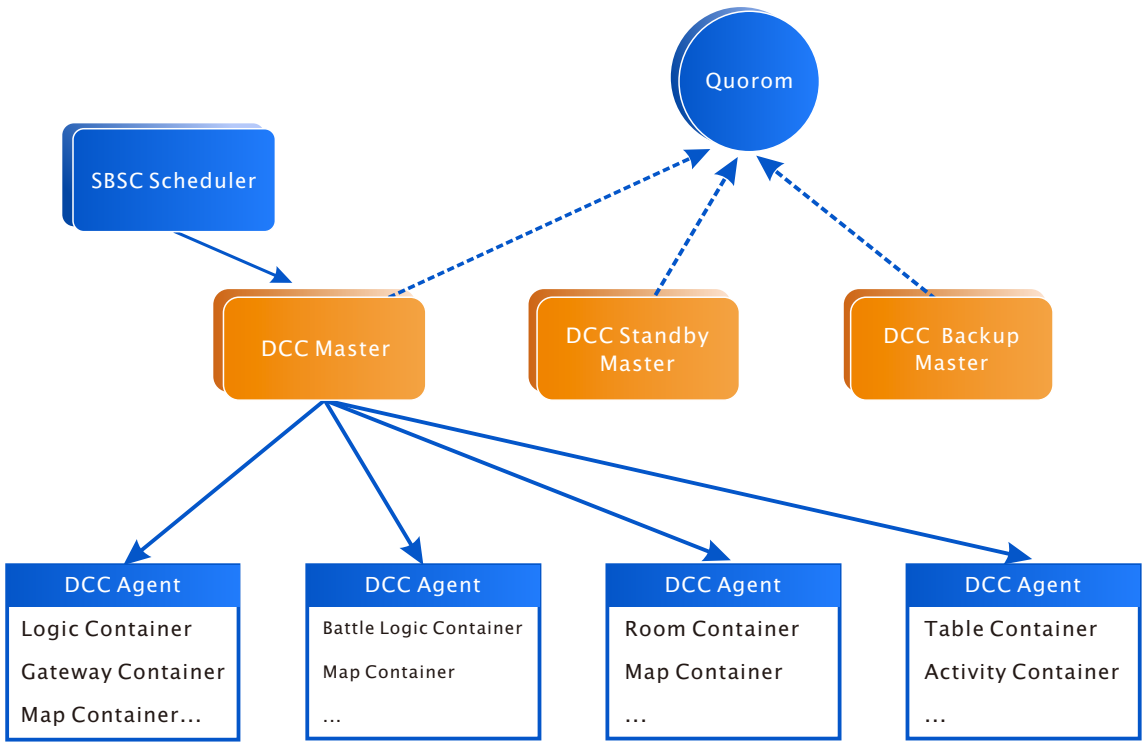 Quorom
SBSC Scheduler
DCC Master
DCC Standby
Master
DCC Backup
Master
DCC Agent
Logic Container
Gateway Container
Map Container...
DCC Agent
Battle Logic Container
Map Container
...
DCC Agent
Room Container
Map Container
...
DCC Agent
Table Container
Activity Container
...